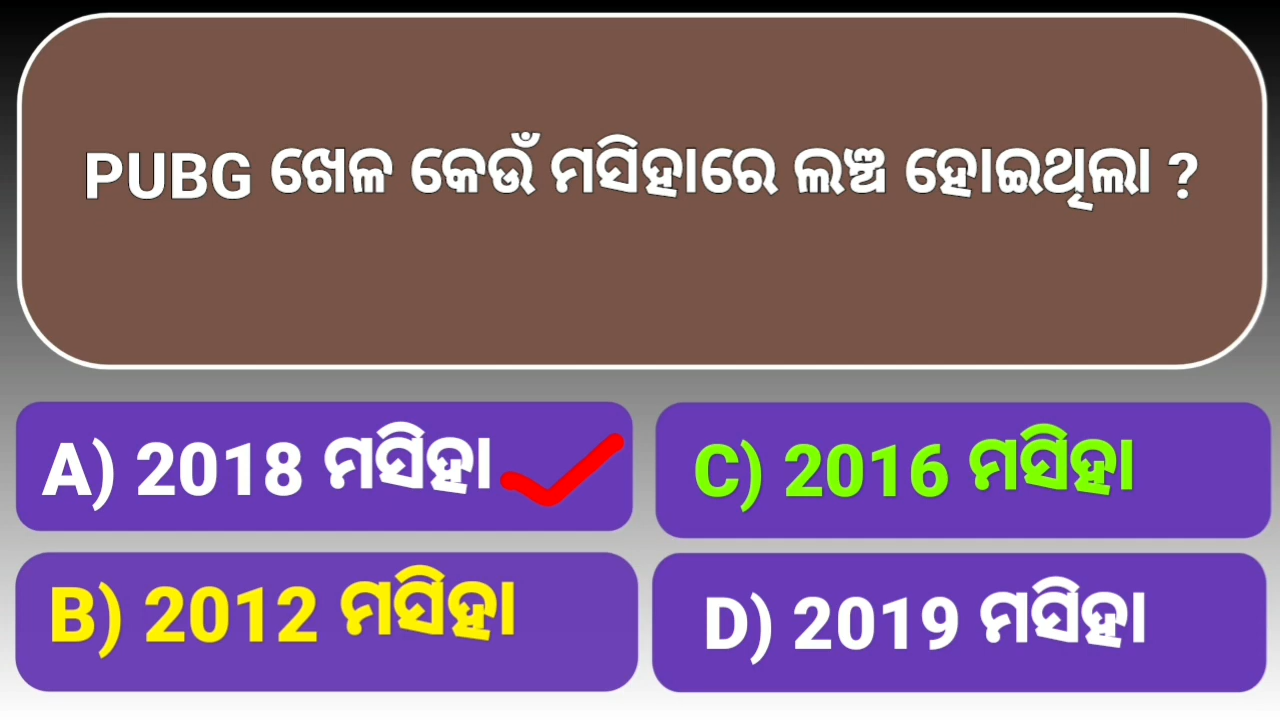 PUBG ଖେଳ କେଉଁ ମସିହାରେ ଲଞ୍ଚ ହୋଇଥିଲା ?
A) 2018 ମସିହା
B) 2012 ମସିହା
C) 2016 ମସିହା
D) 2019 ମସିହା